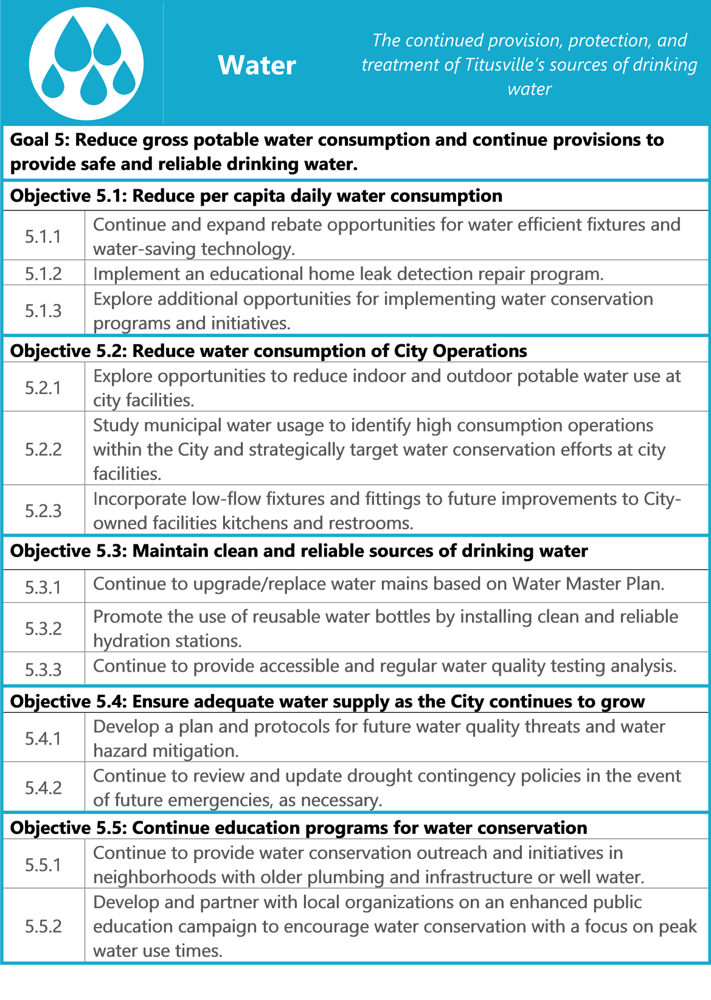 Water
The continued provision, protection, and
treatment of Titusville's sources of drinking
water
Goal 5: Reduce gross potable water consumption and continue provisions to
provide safe and reliable drinking water.
Objective 5.1: Reduce per capita daily water consumption
5.1.1
Continue and expand rebate opportunities for water efficient fixtures and
water-saving technology.
5.1.2
Implement an educational home leak detection repair program.
5.1.3
Explore additional opportunities for implementing water conservation
programs and initiatives.
Objective 5.2: Reduce water consumption of City Operations
5.2.1
Explore opportunities to reduce indoor and outdoor potable water use at
city facilities.
5.2.2
Study municipal water usage to identify high consumption operations
within the City and strategically target water conservation efforts at city
facilities.
5.2.3
Incorporate low-flow fixtures and fittings to future improvements to City-
owned facilities kitchens and restrooms.
Objective 5.3: Maintain clean and reliable sources of drinking water
5.3.1
Continue to upgrade/replace water mains based on Water Master Plan.
5.3.2
Promote the use of reusable water bottles by installing clean and reliable
hydration stations.
5.3.3
Continue to provide accessible and regular water quality testing analysis.
Objective 5.4: Ensure adequate water supply as the City continues to grow
5.4.1
Develop a plan and protocols for future water quality threats and water
hazard mitigation.
5.4.2
Continue to review and update drought contingency policies in the event
of future emergencies, as necessary.
Objective 5.5: Continue education programs for water conservation
5.5.1
Continue to provide water conservation outreach and initiatives in
neighborhoods with older plumbing and infrastructure or well water.
5.5.2
Develop and partner with local organizations on an enhanced public
education campaign to encourage water conservation with a focus on peak
water use times.